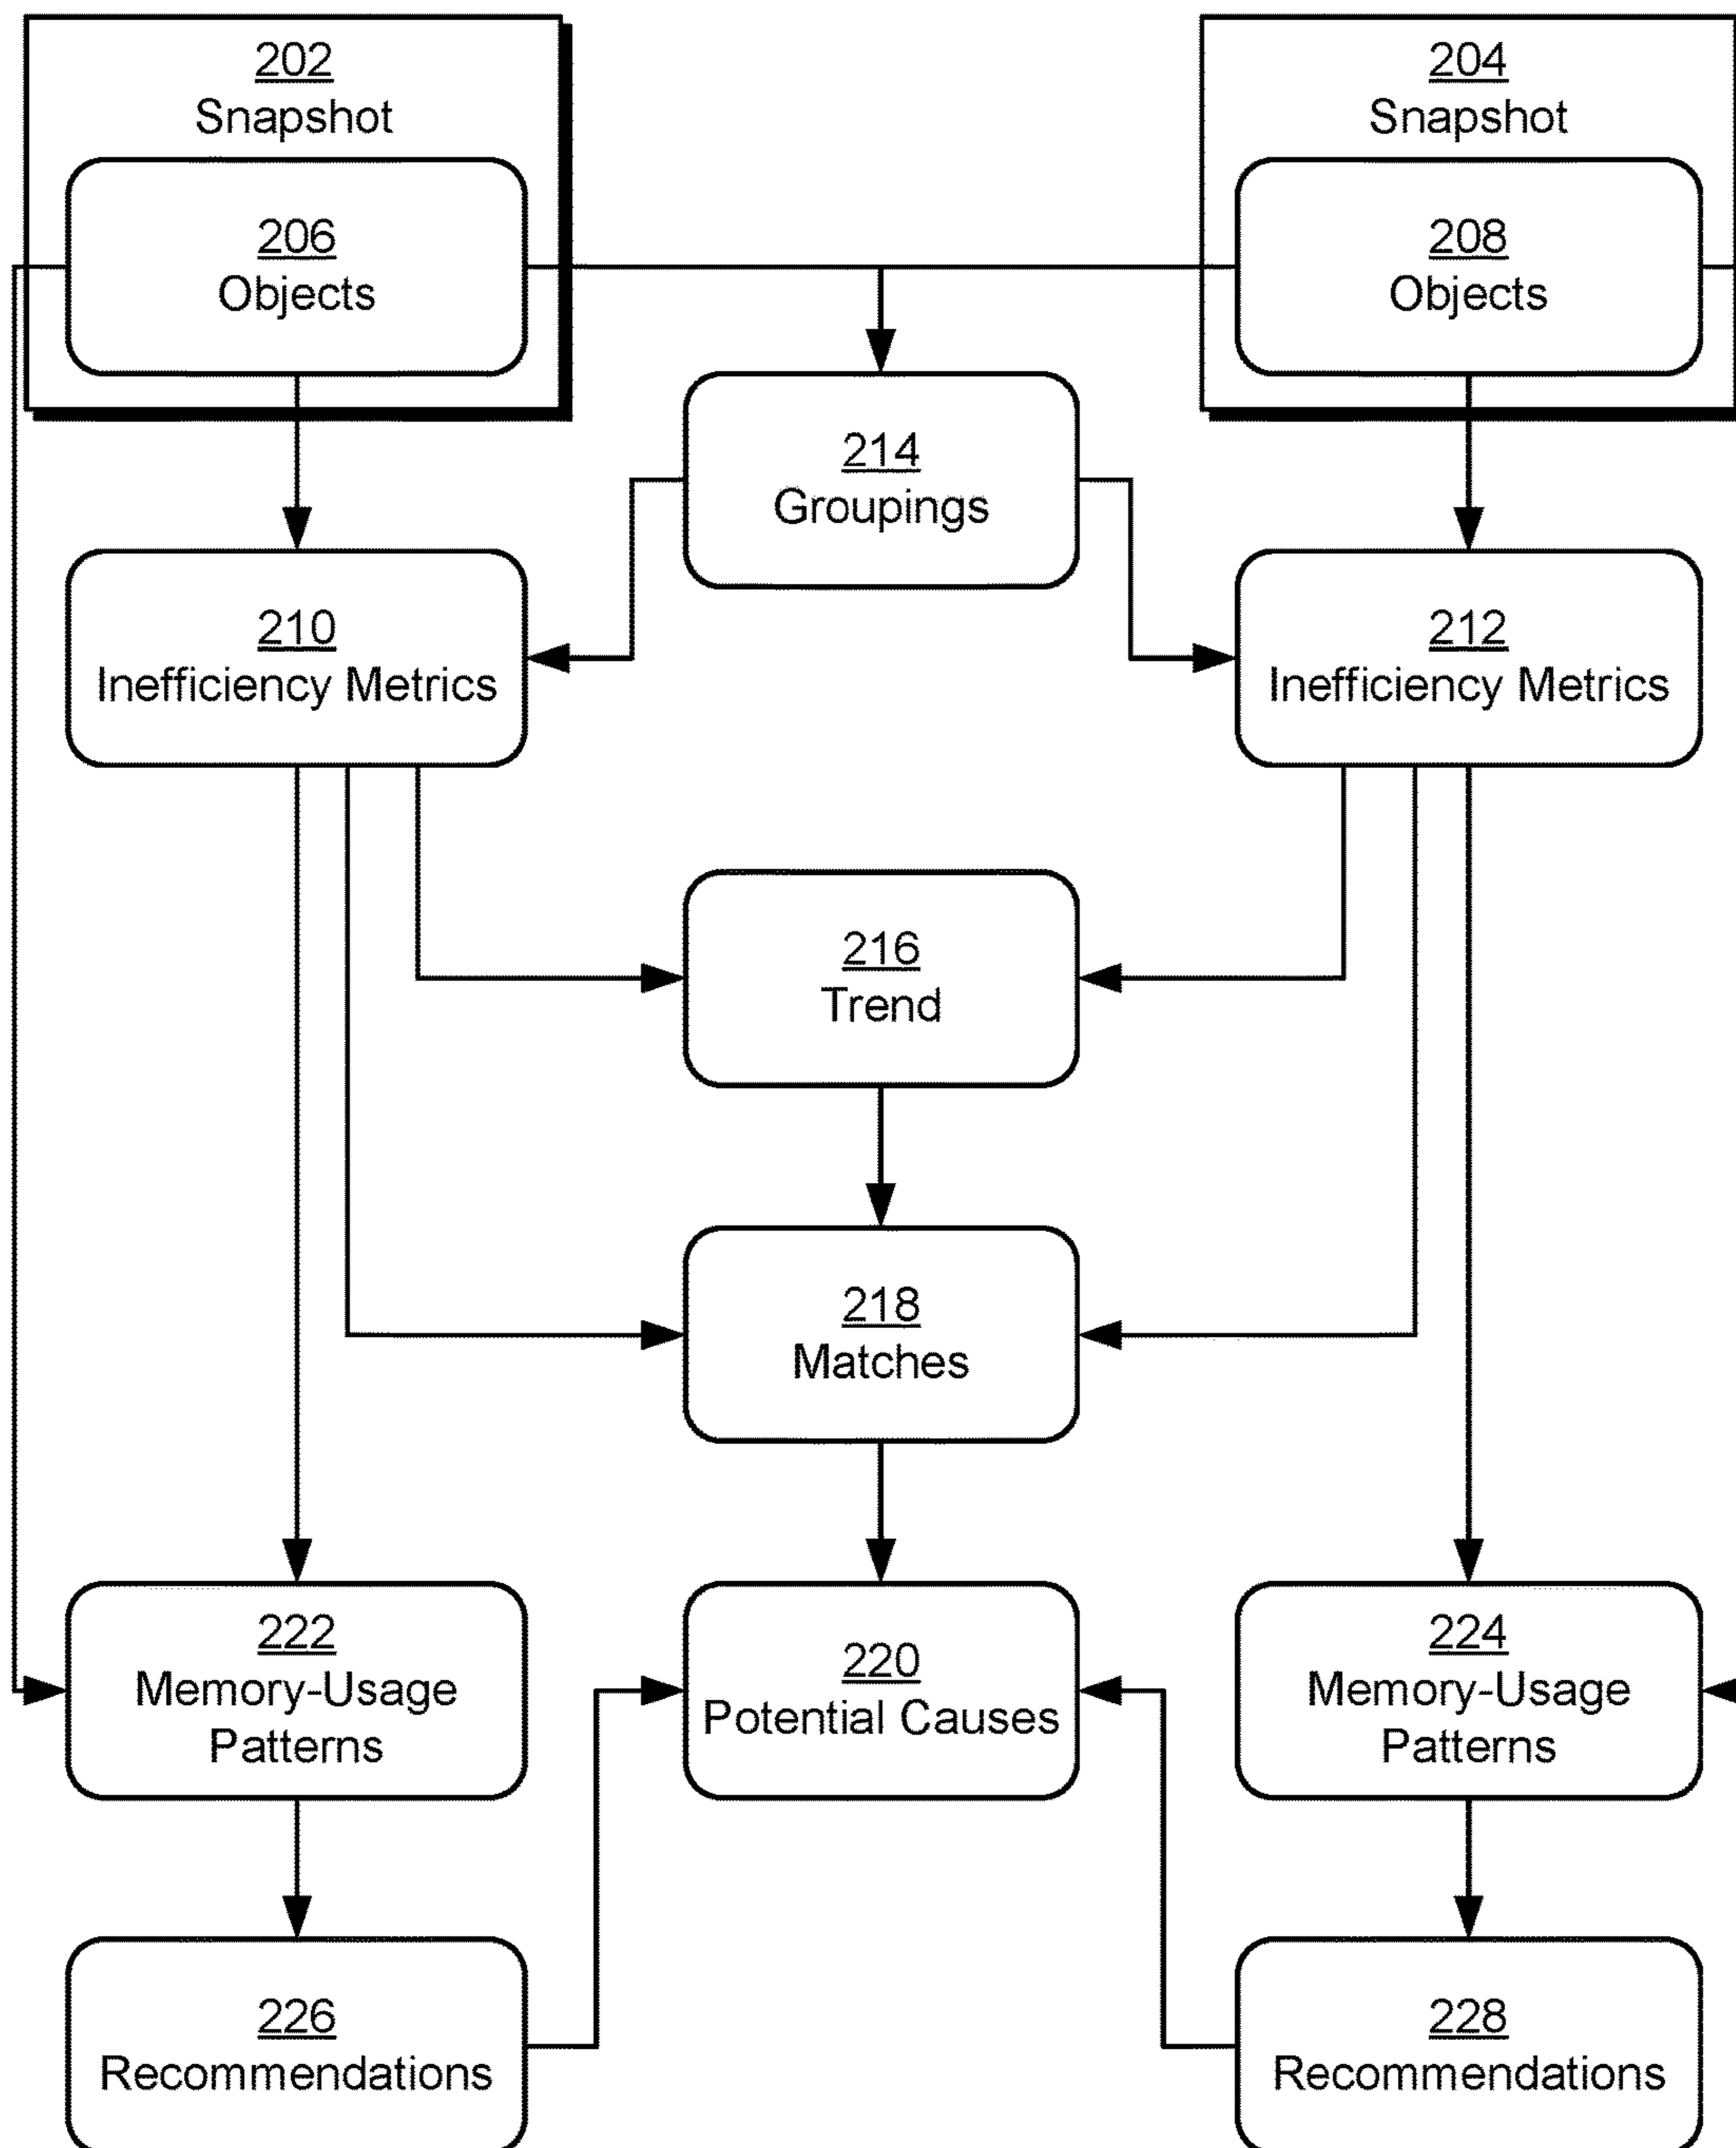 202
Snapshot
204
Snapshot
206
Objects
208
Objects
214
Groupings
210
Inefficiency Metrics
212
Inefficiency Metrics
216
Trend
218
Matches
222
Memory-Usage
Patterns
220
Potential Causes
224
Memory-Usage
Patterns
226
Recommendations
228
Recommendations